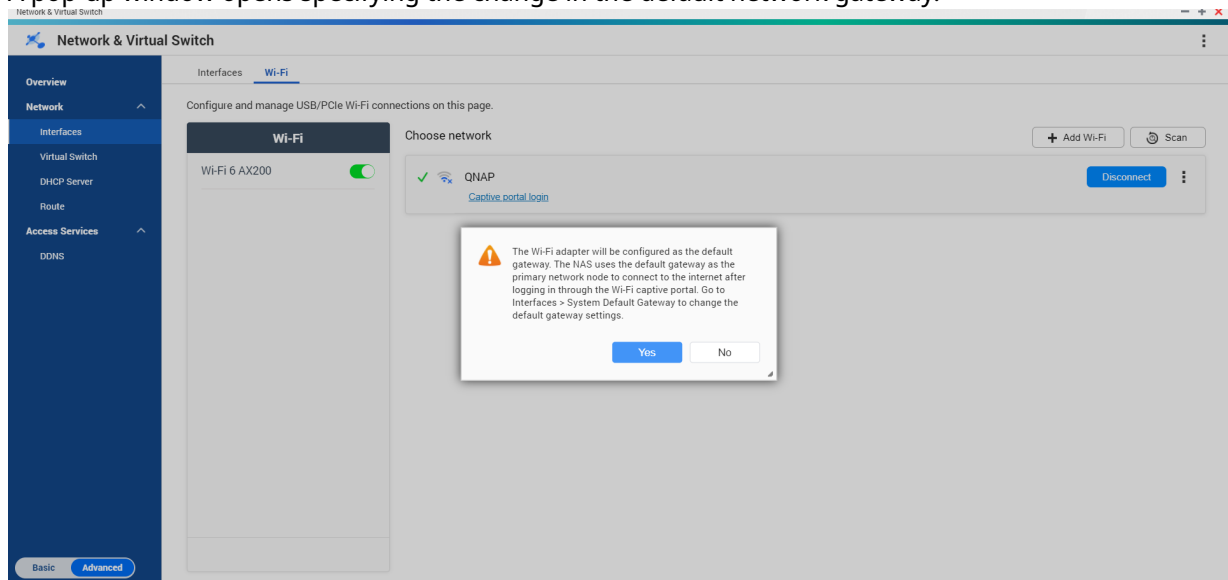 A pop-up window opens specifying the change in the default network gateway.
Network & Virtual Switch
Network & Virtual Switch
Overview
Network
Interfaces
Virtual Switch
DHCP Server
Route
Access Services
DDNS
Basic Advanced
Interfaces Wi-Fi
Configure and manage USB/PCIe Wi-Fi connections on this page.
Wi-Fi
Wi-Fi 6 AX200
Choose network
+ Add Wi-Fi Scan
QNAP
Captive portal login
Disconnect
The Wi-Fi adapter will be configured as the default
gateway. The NAS uses the default gateway as the
primary network node to connect to the internet after
logging in through the Wi-Fi captive portal. Go to
Interfaces > System Default Gateway to change the
default gateway settings.
Yes No